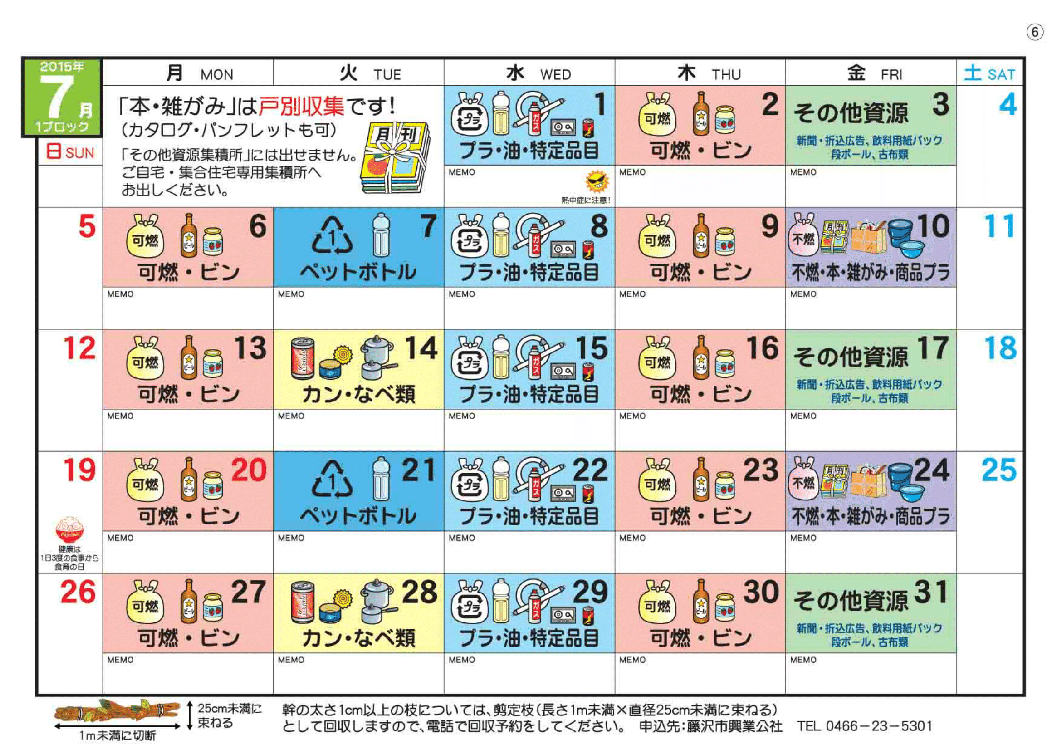 ⑥
2015年
7月
1ブロック
月 MON
火 TUE
水 WED
木 THU
金 FRI
土 SAT
日 SUN
「本・雑がみ」は戸別収集です!
(カタログ・パンフレットも可)
「その他資源集積所」には出せません。
ご自宅・集合住宅専用集積所へ
お出しください。
月刊
1
プラ
プラ・油・特定品目
MEMO
熱中症に注意!
2
可燃
可燃・ビン
MEMO
3
その他資源
新聞・折込広告、飲料用紙パック
段ボール、古布類
MEMO
4
5
6
可燃
可燃・ビン
MEMO
7
1
ペットボトル
MEMO
8
プラ
ガス
プラ・油・特定品目
MEMO
9
可燃
可燃・ビン
MEMO
10
不燃
不燃・本・雑がみ・商品プラ
MEMO
11
12
13
可燃
可燃・ビン
MEMO
14
カン・なべ類
MEMO
15
プラ
ガス
プラ・油・特定品目
MEMO
16
可燃
可燃・ビン
MEMO
17
その他資源
新聞・折込広告、飲料用紙パック
段ボール、古布類
MEMO
18
19
健康は
1日3度の食事から
食育の日
20
可燃
可燃・ビン
MEMO
21
1
ペットボトル
MEMO
22
プラ
ガス
プラ・油・特定品目
MEMO
23
可燃
可燃・ビン
MEMO
24
不燃
不燃・本・雑がみ・商品プラ
MEMO
25
26
27
可燃
可燃・ビン
MEMO
28
カン・なべ類
MEMO
29
プラ
ガス
プラ・油・特定品目
MEMO
30
可燃
可燃・ビン
MEMO
31
その他資源
新聞・折込広告、飲料用紙パック
段ボール、古布類
MEMO
25cm未満に
束ねる
1m未満に切断
幹の太さ1cm以上の枝については、剪定枝(長さ1m未満×直径25cm未満に束ねる)
として回収しますので、電話で回収予約をしてください。 申込先:藤沢市興業公社 TEL 0466-23-5301